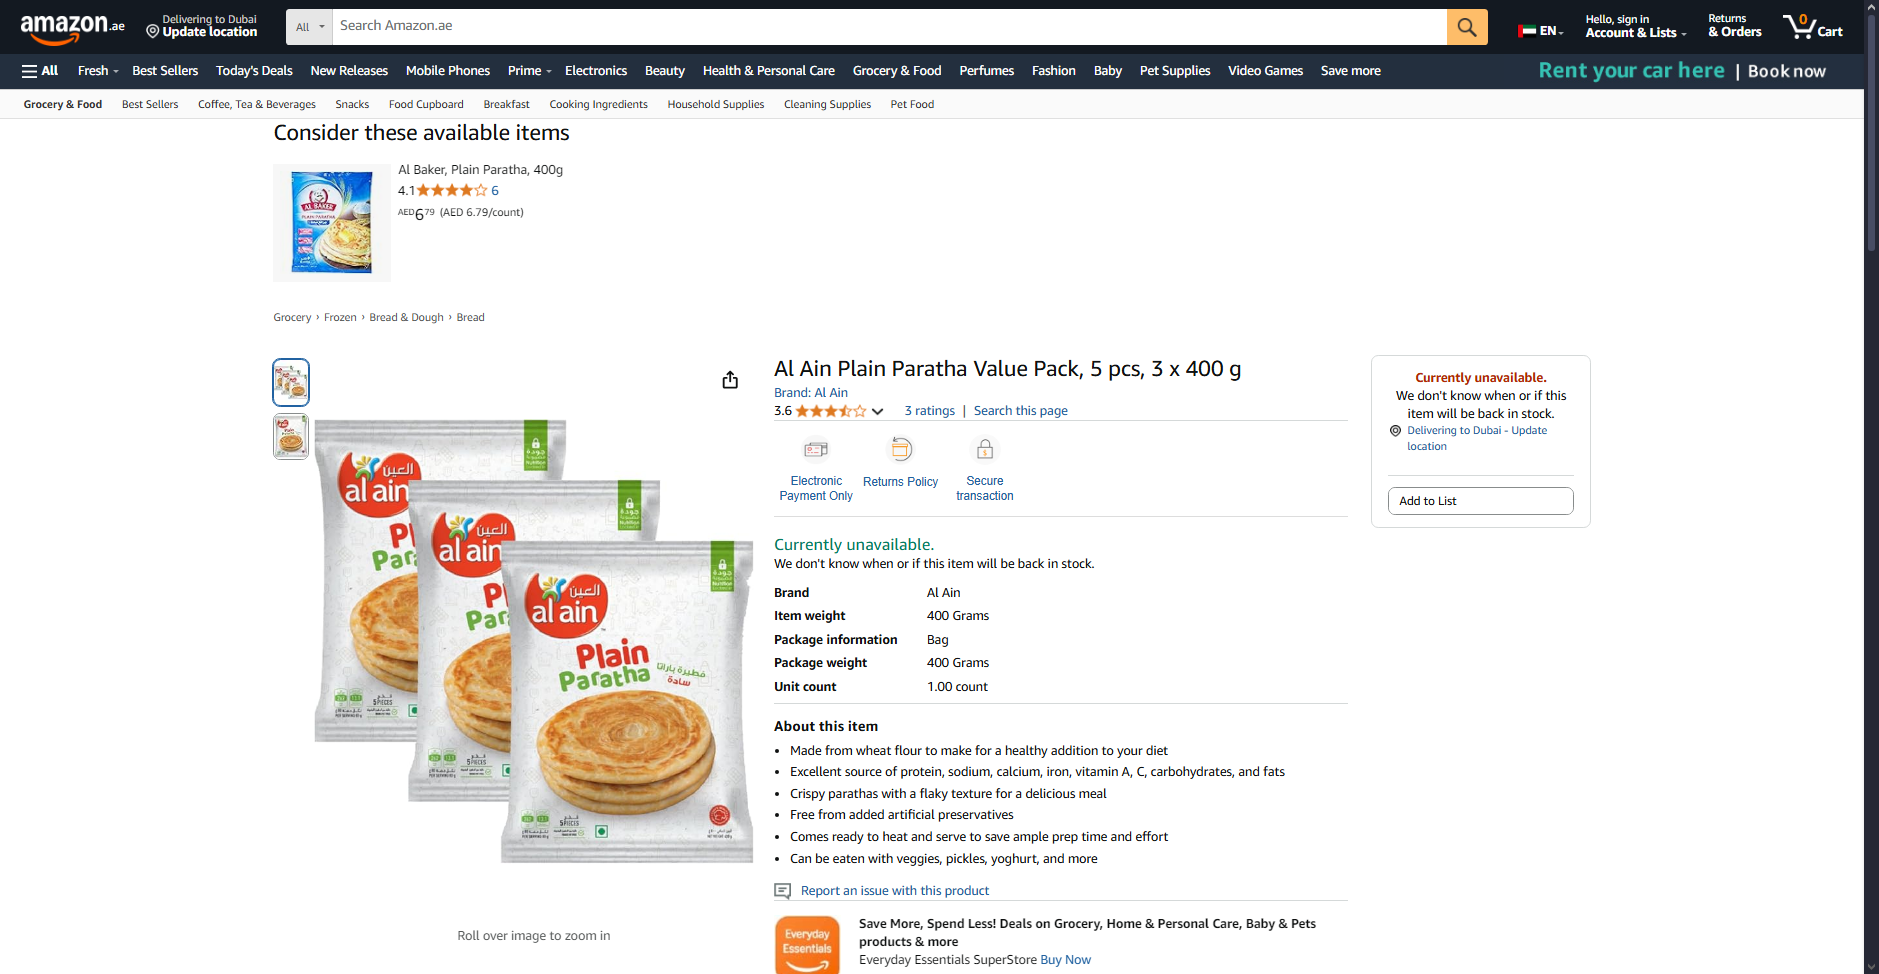 amazon.ae
Delivering to Dubai
Update location
All
Search Amazon.ae
EN
Hello, sign in
Account & Lists
Returns
& Orders
0
Cart
All
Fresh
Best Sellers
Today's Deals
New Releases
Mobile Phones
Prime
Electronics
Beauty
Health & Personal Care
Grocery & Food
Perfumes
Fashion
Baby
Pet Supplies
Video Games
Save more
Rent your car here | Book now
Grocery & Food
Best Sellers
Coffee, Tea & Beverages
Snacks
Food Cupboard
Breakfast
Cooking Ingredients
Household Supplies
Cleaning Supplies
Pet Food
Consider these available items
AL BAKER
PLAIN PARATHA
Al Baker, Plain Paratha, 400g
4.1 6
AED6.79 (AED 6.79/count)
Grocery › Frozen › Bread & Dough › Bread
العين
al ain
Plain
Paratha
فطيرة باراتا
سادة
5 PIECES
جودة
Nutrition
Roll over image to zoom in
Al Ain Plain Paratha Value Pack, 5 pcs, 3 x 400 g
Brand: Al Ain
3.6 3 ratings | Search this page
Electronic
Payment Only
Returns Policy
Secure
transaction
Currently unavailable.
We don't know when or if this item will be back in stock.
Brand Al Ain
Item weight 400 Grams
Package information Bag
Package weight 400 Grams
Unit count 1.00 count
About this item
• Made from wheat flour to make for a healthy addition to your diet
• Excellent source of protein, sodium, calcium, iron, vitamin A, C, carbohydrates, and fats
• Crispy parathas with a flaky texture for a delicious meal
• Free from added artificial preservatives
• Comes ready to heat and serve to save ample prep time and effort
• Can be eaten with veggies, pickles, yoghurt, and more
Report an issue with this product
Everyday
Essentials
Save More, Spend Less! Deals on Grocery, Home & Personal Care, Baby & Pets
products & more
Everyday Essentials SuperStore Buy Now
Currently unavailable.
We don't know when or if this
item will be back in stock.
Delivering to Dubai - Update
location
Add to List